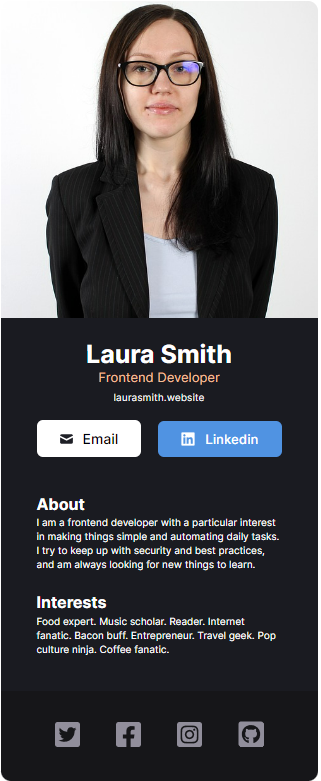 Laura Smith
Frontend Developer
laurasmith.website
Email
Linkedin
About
I am a frontend developer with a particular interest
in making things simple and automating daily tasks.
I try to keep up with security and best practices,
and am always looking for new things to learn.
Interests
Food expert. Music scholar. Reader. Internet
fanatic. Bacon buff. Entrepreneur. Travel geek. Pop
culture ninja. Coffee fanatic.